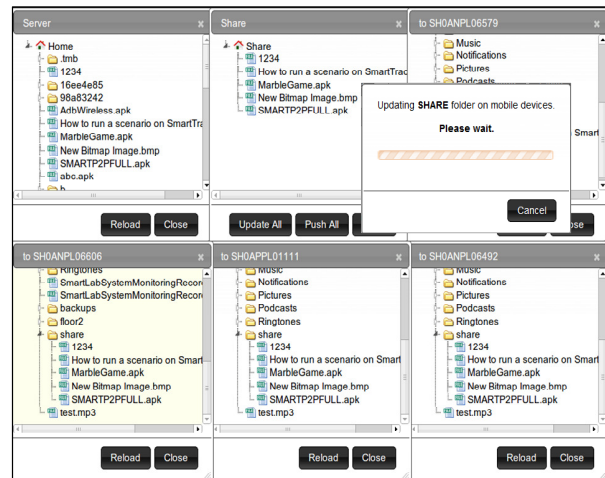 Server x
Home
.tmb
1234
16ee4e85
98a83242
AdbWireless.apk
How to run a scenario on SmartTra
MarbleGame.apk
New Bitmap Image.bmp
SMARTP2PFULL.apk
abc.apk
b
Reload Close
Share x
Share
1234
How to run a scenario on SmartTrac
MarbleGame.apk
New Bitmap Image.bmp
SMARTP2PFULL.apk
Update All Push All
to SH0ANPL06579 x
Music
Notifications
Pictures
Podcasts
Smart
Updating SHARE folder on mobile devices.
Please wait.
Cancel
ose
to SH0ANPL06606 x
Ringtones
SmartLabSystemMonitoringRecor
SmartLabSystemMonitoringRecor
backups
floor2
share
1234
How to run a scenario on Smart
MarbleGame.apk
New Bitmap Image.bmp
SMARTP2PFULL.apk
test.mp3
Reload Close
to SH0APPL01111 x
Music
Notifications
Pictures
Podcasts
Ringtones
share
1234
How to run a scenario on Smart
MarbleGame.apk
New Bitmap Image.bmp
SMARTP2PFULL.apk
test.mp3
Reload Close
to SH0ANPL06492 x
Music
Notifications
Pictures
Podcasts
Ringtones
share
1234
How to run a scenario on Smart
MarbleGame.apk
New Bitmap Image.bmp
SMARTP2PFULL.apk
test.mp3
Reload Close